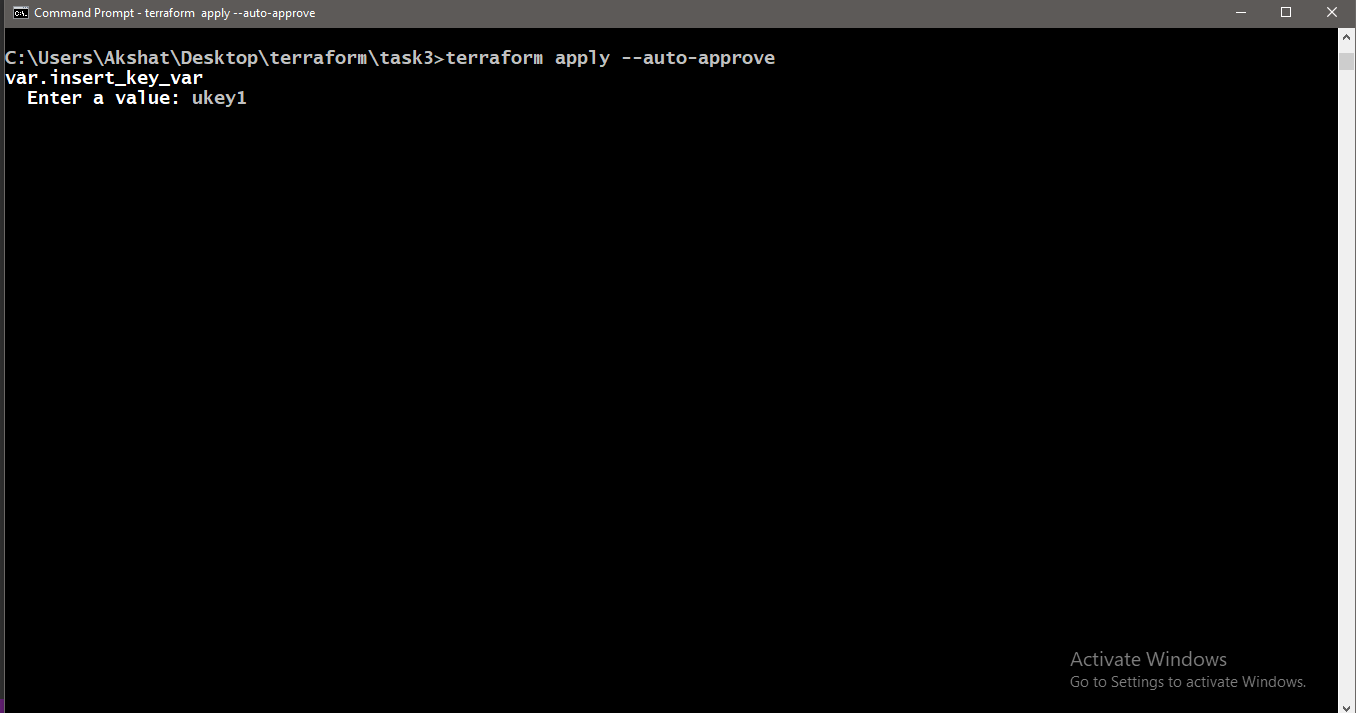 Command Prompt - terraform  apply --auto-approve
C:\Users\Akshat\Desktop\terraform\task3>terraform apply --auto-approve
var.insert_key_var
  Enter a value: ukey1
Activate Windows
Go to Settings to activate Windows.